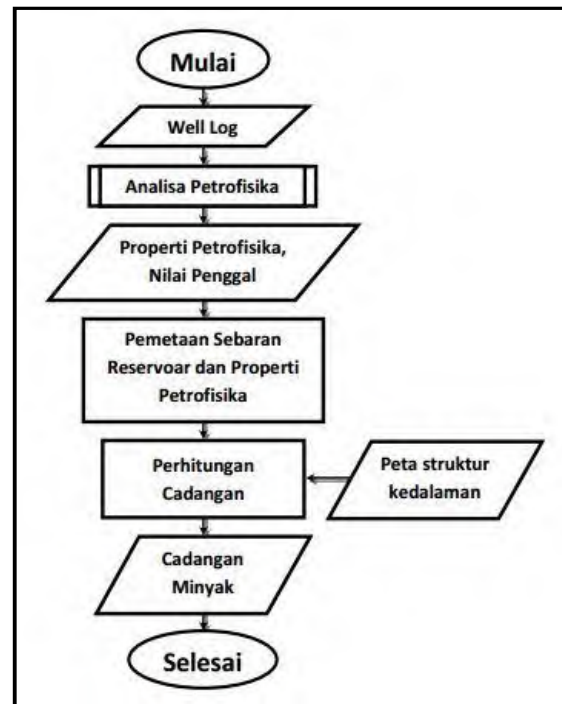 Mulai
Well Log
Analisa Petrofisika
Properti Petrofisika,
Nilai Penggal
Pemetaan Sebaran
Reservoar dan Properti
Petrofisika
Perhitungan
Cadangan
Peta struktur
kedalaman
Cadangan
Minyak
Selesai